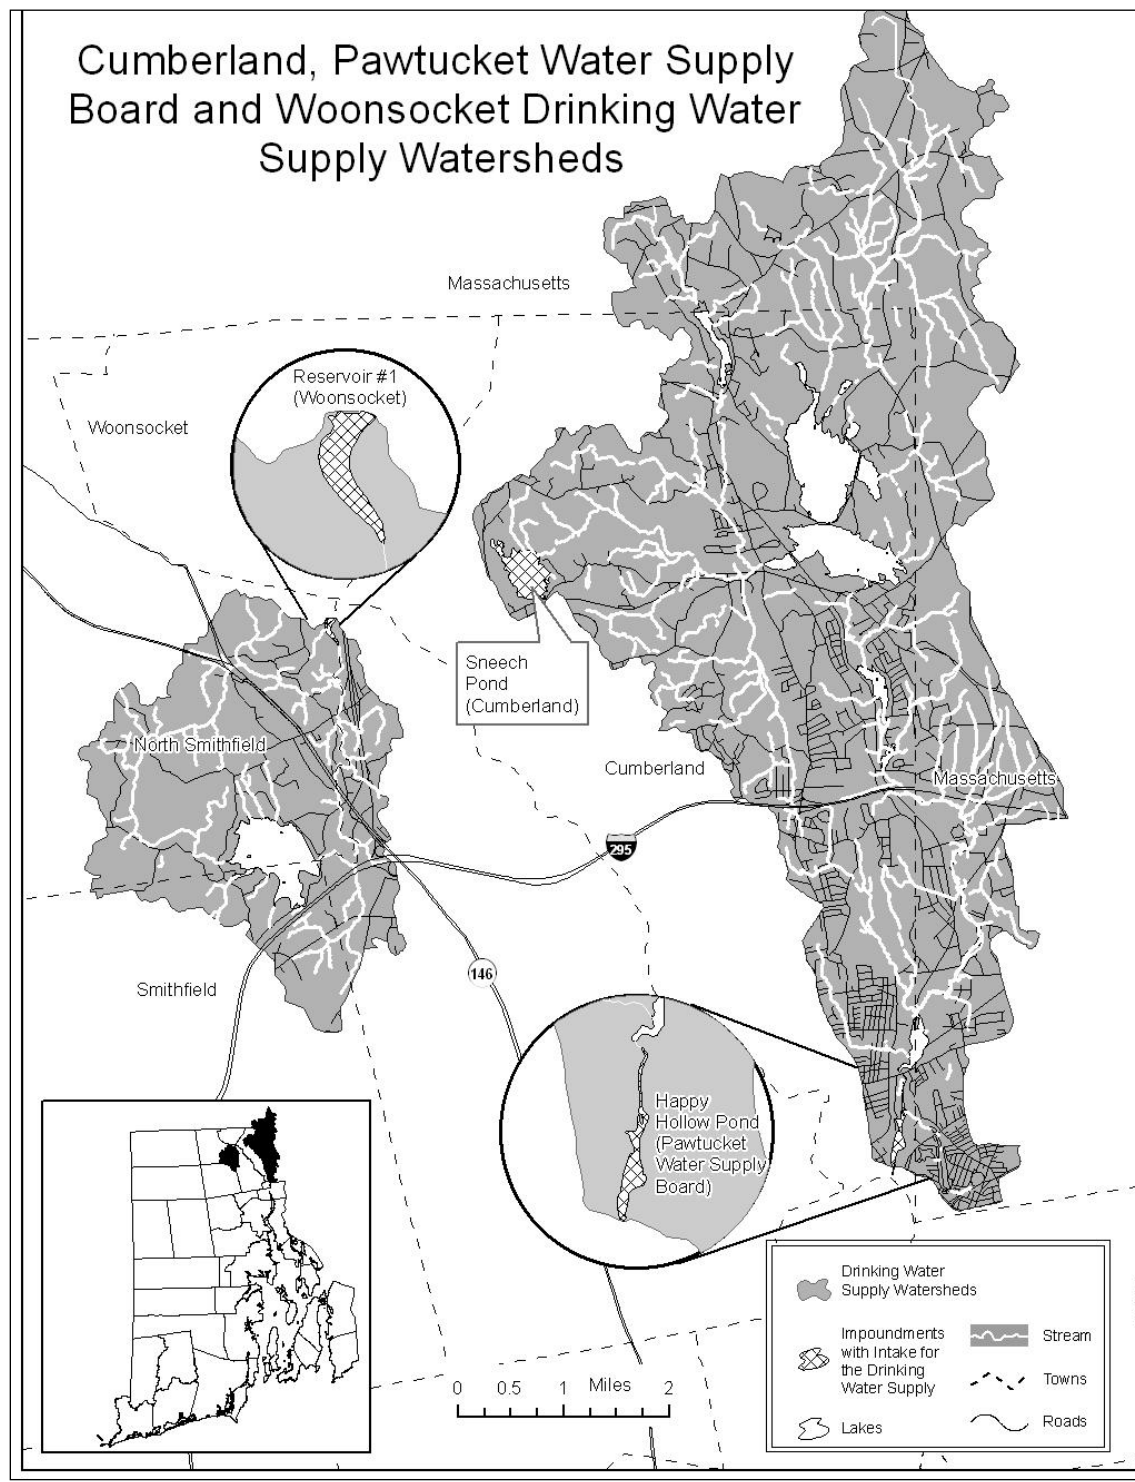 Cumberland, Pawtucket Water Supply
Board and Woonsocket Drinking Water
Supply Watersheds
Massachusetts
Reservoir #1
(Woonsocket)
Woonsocket
Sneech
Pond
(Cumberland)
North Smithfield
Cumberland
Massachusetts
295
146
Smithfield
Happy
Hollow Pond
(Pawtucket
Water Supply
Board)
Drinking Water
Supply Watersheds
Impoundments
with Intake for
the Drinking
Water Supply
Lakes
Stream
Towns
Roads
0 0.5 1 Miles 2